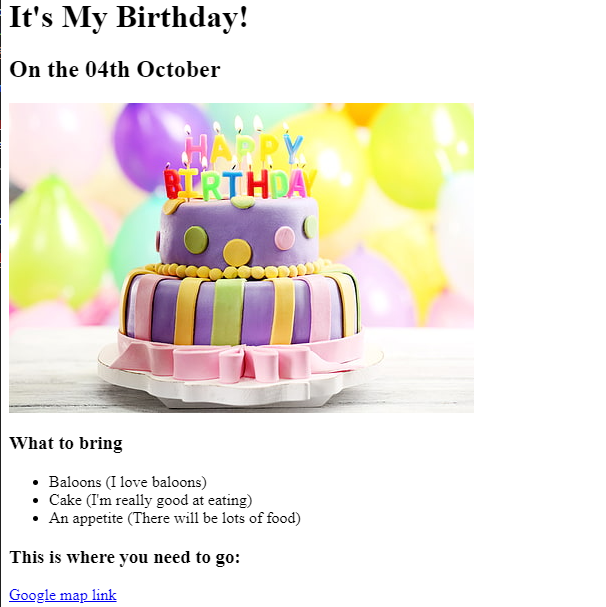 It's My Birthday!
On the 04th October
HAPPY
BIRTHDAY
What to bring
Baloons (I love baloons)
Cake (I'm really good at eating)
An appetite (There will be lots of food)
This is where you need to go:
Google map link